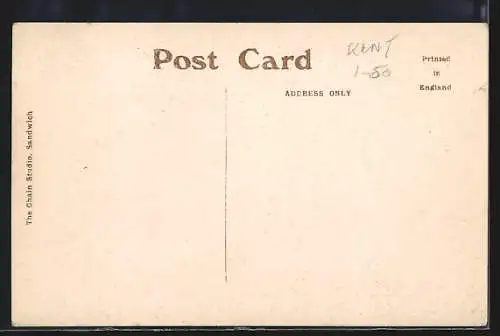 Post Card
KENT
1-50
Printed
in
England
ADDRESS ONLY
The Chain Studio, Sandwich